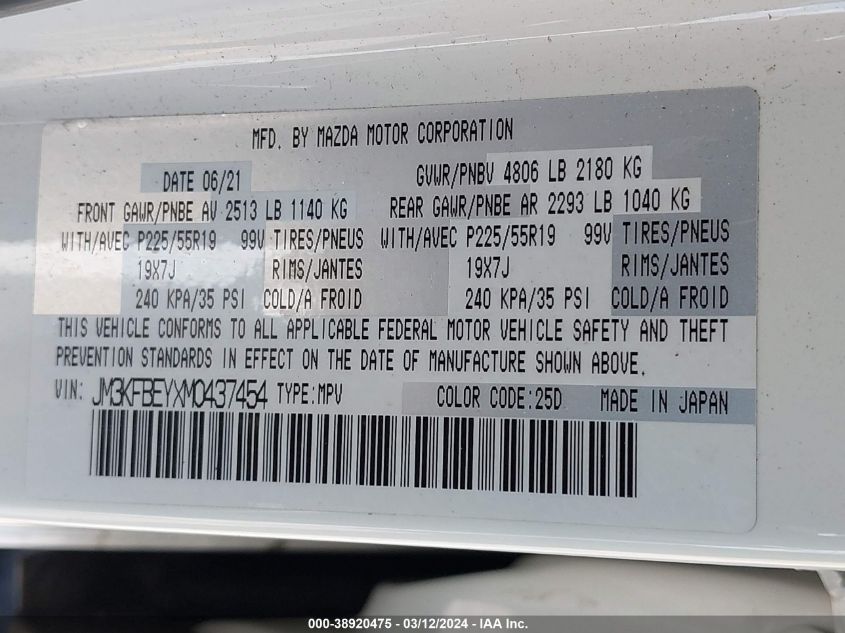 MFD. BY MAZDA MOTOR CORPORATION
DATE 06/21 GVWR/PNBV 4806 LB 2180 KG
FRONT GAWR/PNBE AV 2513 LB 1140 KG REAR GAWR/PNBE AR 2293 LB 1040 KG
WITH/AVEC P225/55R19 99V TIRES/PNEUS WITH/AVEC P225/55R19 99V TIRES/PNEUS
19X7J RIMS/JANTES 19X7J RIMS/JANTES
240 KPA/35 PSI COLD/A FROID 240 KPA/35 PSI COLD/A FROID
THIS VEHICLE CONFORMS TO ALL APPLICABLE FEDERAL MOTOR VEHICLE SAFETY AND THEFT
PREVENTION STANDARDS IN EFFECT ON THE DATE OF MANUFACTURE SHOWN ABOVE.
VIN: JM3KFBEYXM0437454 TYPE:MPV COLOR CODE:25D MADE IN JAPAN
000-38920475 - 03/12/2024 - IAA Inc.